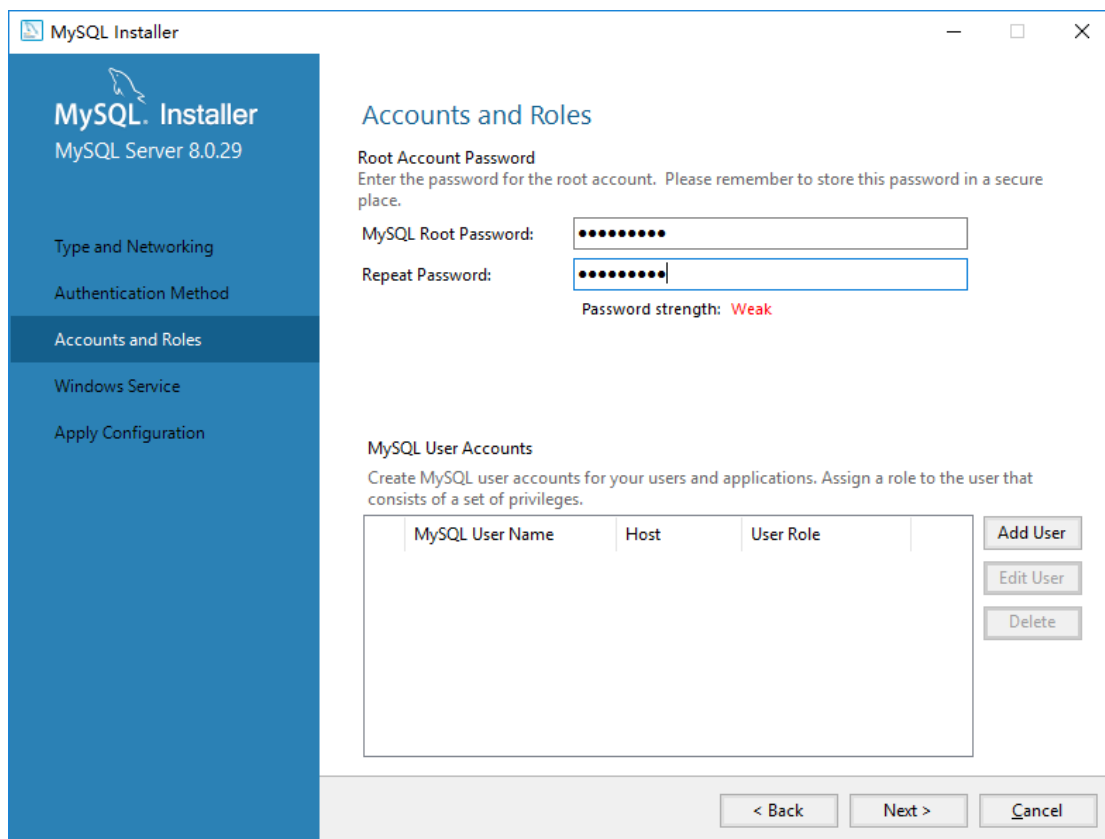 MySQL Installer
MySQL. Installer
MySQL Server 8.0.29
Type and Networking
Authentication Method
Accounts and Roles
Windows Service
Apply Configuration
Accounts and Roles
Root Account Password
Enter the password for the root account.  Please remember to store this password in a secure
place.
MySQL Root Password: ●●●●●●●●●
Repeat Password: ●●●●●●●●●
Password strength: Weak
MySQL User Accounts
Create MySQL user accounts for your users and applications. Assign a role to the user that
consists of a set of privileges.
MySQL User Name Host User Role
Add User
Edit User
Delete
< Back Next > Cancel